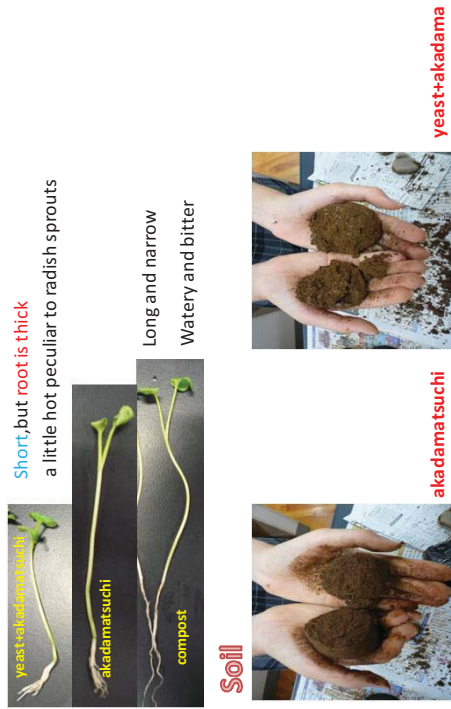 yeast+akadamatsuchi
Short,but root is thick
a little hot peculiar to radish sprouts
akadamatsuchi
compost
Long and narrow
Watery and bitter
Soil
akadamatsuchi
yeast+akadama